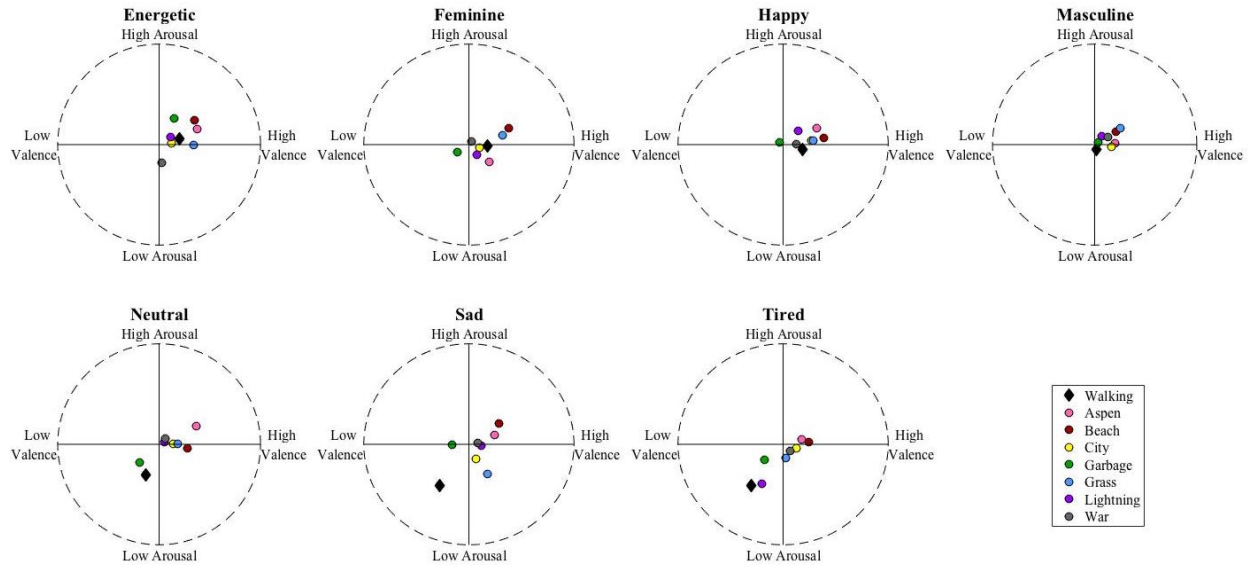 Energetic
High Arousal
Low
Valence
High
Valence
Low Arousal
Feminine
High Arousal
Low
Valence
High
Valence
Low Arousal
Happy
High Arousal
Low
Valence
High
Valence
Low Arousal
Masculine
High Arousal
Low
Valence
High
Valence
Low Arousal
Neutral
High Arousal
Low
Valence
High
Valence
Low Arousal
Sad
High Arousal
Low
Valence
High
Valence
Low Arousal
Tired
High Arousal
Low
Valence
High
Valence
Low Arousal
Walking
Aspen
Beach
City
Garbage
Grass
Lightning
War